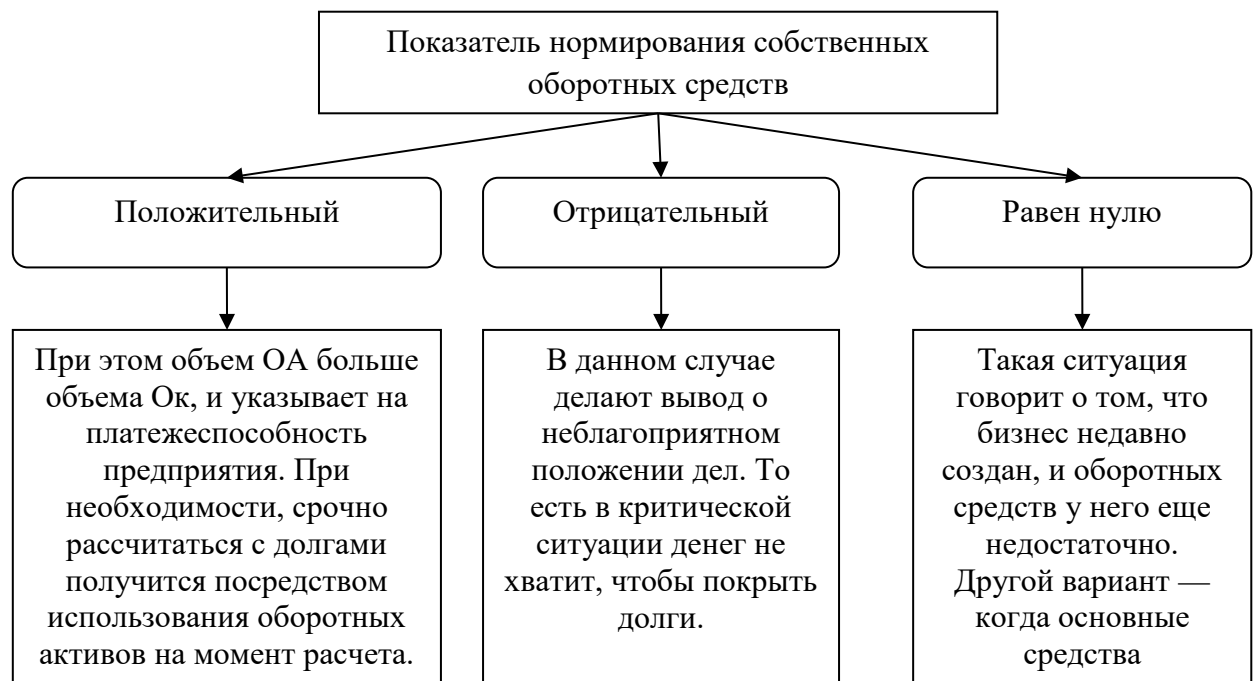 Показатель нормирования собственных
оборотных средств
Положительный
Отрицательный
Равен нулю
При этом объем ОА больше
объема Ок, и указывает на
платежеспособность
предприятия. При
необходимости, срочно
рассчитаться с долгами
получится посредством
использования оборотных
активов на момент расчета.
В данном случае
делают вывод о
неблагоприятном
положении дел. То
есть в критической
ситуации денег не
хватит, чтобы покрыть
долги.
Такая ситуация
говорит о том, что
бизнес недавно
создан, и оборотных
средств у него еще
недостаточно.
Другой вариант —
когда основные
средства